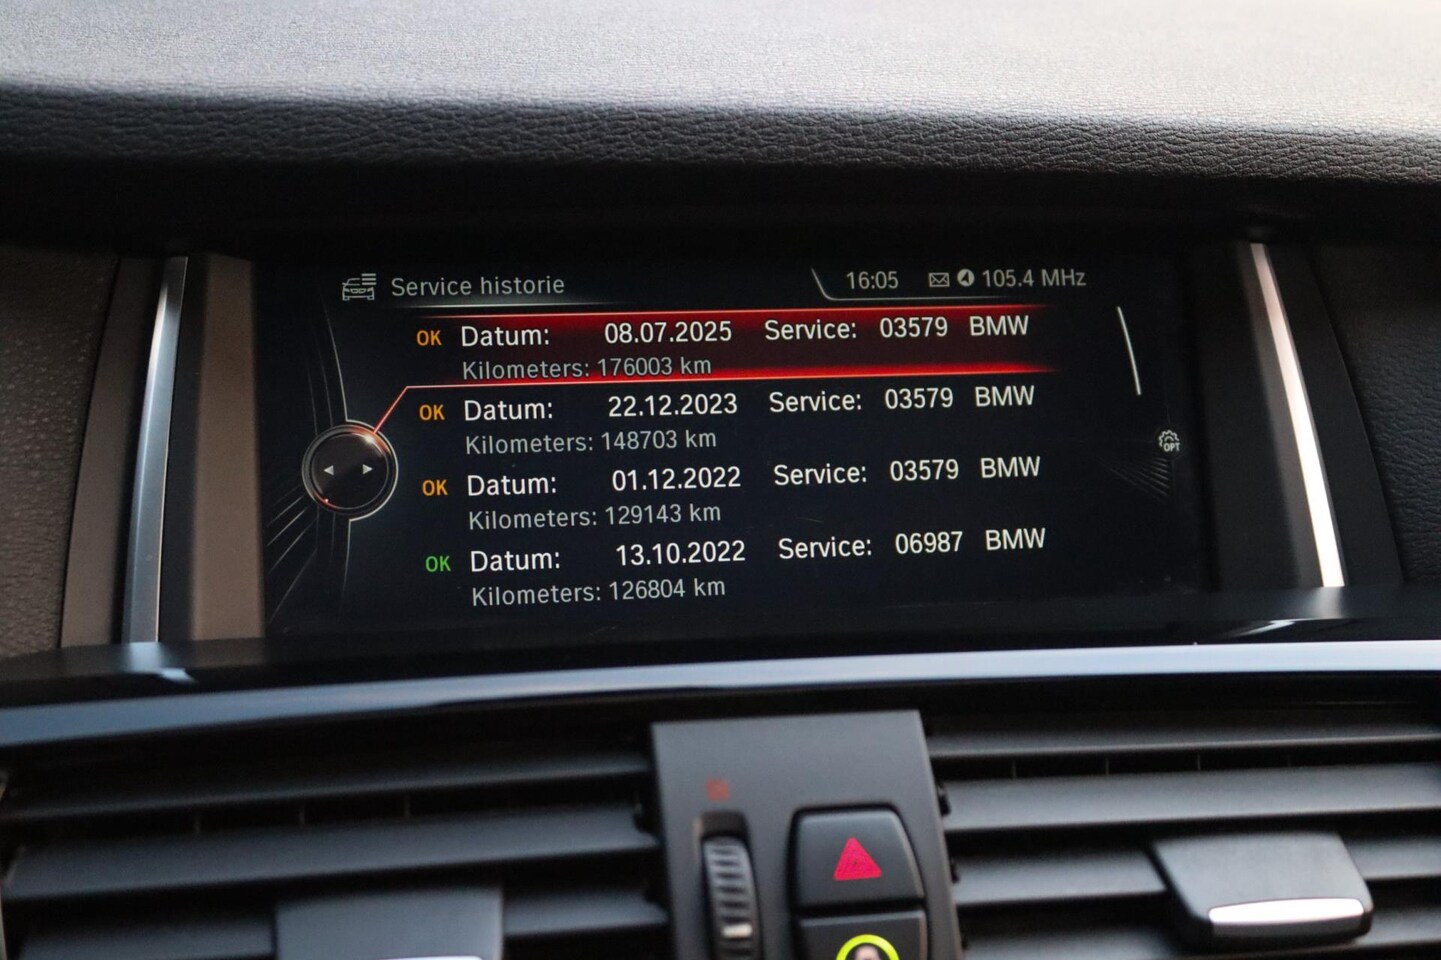 Service historie 16:05 105.4 MHz
OK Datum: 08.07.2025 Service: 03579 BMW
Kilometers: 176003 km
OK Datum: 22.12.2023 Service: 03579 BMW
Kilometers: 148703 km
OK Datum: 01.12.2022 Service: 03579 BMW
Kilometers: 129143 km
OK Datum: 13.10.2022 Service: 06987 BMW
Kilometers: 126804 km
OPT